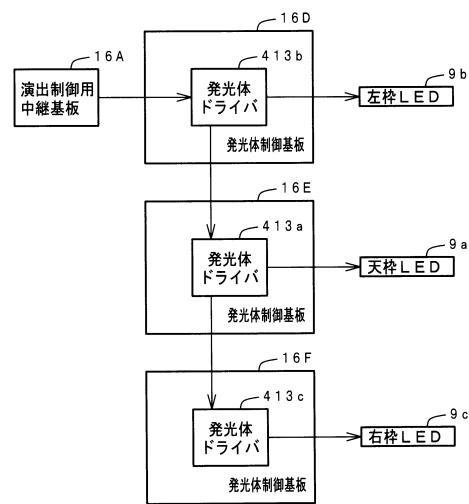 16D
16A
413b
9b
演出制御用
中継基板
発光体
ドライバ
左枠LED
発光体制御基板
16E
413a
9a
発光体
ドライバ
天枠LED
発光体制御基板
16F
413c
9c
発光体
ドライバ
右枠LED
発光体制御基板